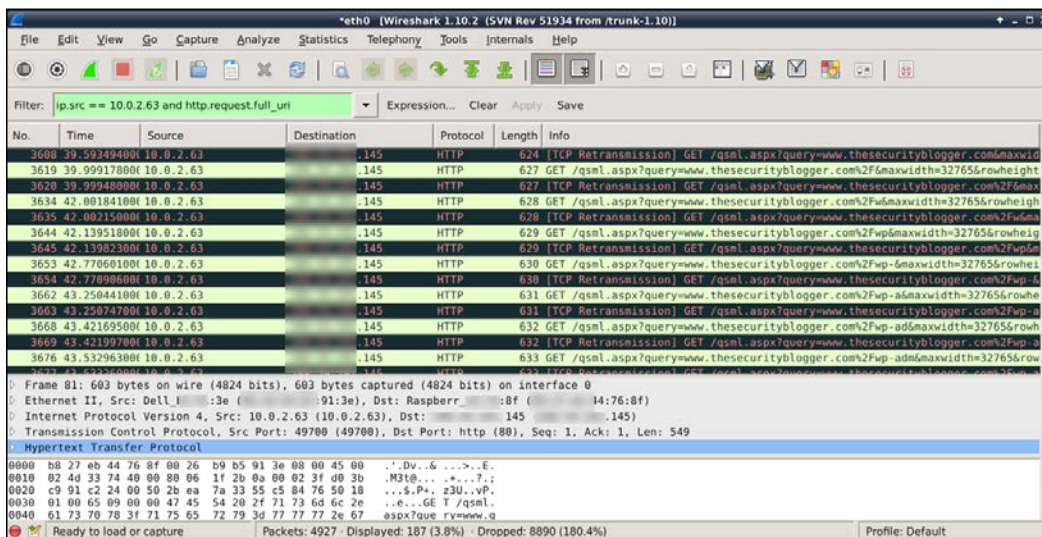 *eth0 [Wireshark 1.10.2 (SVN Rev 51934 from /trunk-1.10)]
File Edit View Go Capture Analyze Statistics Telephony Tools Internals Help
Filter: ip.src == 10.0.2.63 and http.request.full_uri Expression... Clear Apply Save
No. Time Source Destination Protocol Length Info
3608 39.59349400( 10.0.2.63 .145 HTTP 624 [TCP Retransmission] GET /qsml.aspx?query=www.thesecurityblogger.com&maxwid
3619 39.99917800( 10.0.2.63 .145 HTTP 627 GET /qsml.aspx?query=www.thesecurityblogger.com%2F&maxwidth=32765&rowheight
3620 39.99948000( 10.0.2.63 .145 HTTP 627 [TCP Retransmission] GET /qsml.aspx?query=www.thesecurityblogger.com%2F&max
3634 42.00184100( 10.0.2.63 .145 HTTP 628 GET /qsml.aspx?query=www.thesecurityblogger.com%2Fw&maxwidth=32765&rowheigh
3635 42.00215000( 10.0.2.63 .145 HTTP 628 [TCP Retransmission] GET /qsml.aspx?query=www.thesecurityblogger.com%2Fw&ma
3644 42.13951800( 10.0.2.63 .145 HTTP 629 GET /qsml.aspx?query=www.thesecurityblogger.com%2Fwp&maxwidth=32765&rowheig
3645 42.13982300( 10.0.2.63 .145 HTTP 629 [TCP Retransmission] GET /qsml.aspx?query=www.thesecurityblogger.com%2Fwp&m
3653 42.77060100( 10.0.2.63 .145 HTTP 630 GET /qsml.aspx?query=www.thesecurityblogger.com%2Fwp-&maxwidth=32765&rowhei
3654 42.77090600( 10.0.2.63 .145 HTTP 630 [TCP Retransmission] GET /qsml.aspx?query=www.thesecurityblogger.com%2Fwp-&
3662 43.25044100( 10.0.2.63 .145 HTTP 631 GET /qsml.aspx?query=www.thesecurityblogger.com%2Fwp-a&maxwidth=32765&rowhe
3663 43.25074700( 10.0.2.63 .145 HTTP 631 [TCP Retransmission] GET /qsml.aspx?query=www.thesecurityblogger.com%2Fwp-a
3668 43.42169500( 10.0.2.63 .145 HTTP 632 GET /qsml.aspx?query=www.thesecurityblogger.com%2Fwp-ad&maxwidth=32765&rowh
3669 43.42199700( 10.0.2.63 .145 HTTP 632 [TCP Retransmission] GET /qsml.aspx?query=www.thesecurityblogger.com%2Fwp-a
3676 43.53296300( 10.0.2.63 .145 HTTP 633 GET /qsml.aspx?query=www.thesecurityblogger.com%2Fwp-adm&maxwidth=32765&row
Frame 81: 603 bytes on wire (4824 bits), 603 bytes captured (4824 bits) on interface 0
Ethernet II, Src: Dell_ :3e ( :91:3e), Dst: Raspberr_ :8f ( 44:76:8f)
Internet Protocol Version 4, Src: 10.0.2.63 (10.0.2.63), Dst: 145 ( .145)
Transmission Control Protocol, Src Port: 49700 (49700), Dst Port: http (80), Seq: 1, Ack: 1, Len: 549
Hypertext Transfer Protocol
0000 b8 27 eb 44 76 8f 00 26 b9 b5 91 3e 08 00 45 00 .'.Dv..& ...>..E.
0010 02 4d 33 74 40 00 80 06 1f 2b 0a 00 02 3f d0 3b .M3t@... .+...?.;
0020 c9 91 c2 24 00 50 2b ea 7a 33 55 c5 84 76 50 18 ...$.P+. z3U..vP.
0030 01 00 65 09 00 00 47 45 54 20 2f 71 73 6d 6c 2e ..e...GE T /qsml.
0040 61 73 70 78 3f 71 75 65 72 79 3d 77 77 77 2e 67 aspx?que ry=www.g
Ready to load or capture Packets: 4927 · Displayed: 187 (3.8%) · Dropped: 8890 (180.4%) Profile: Default